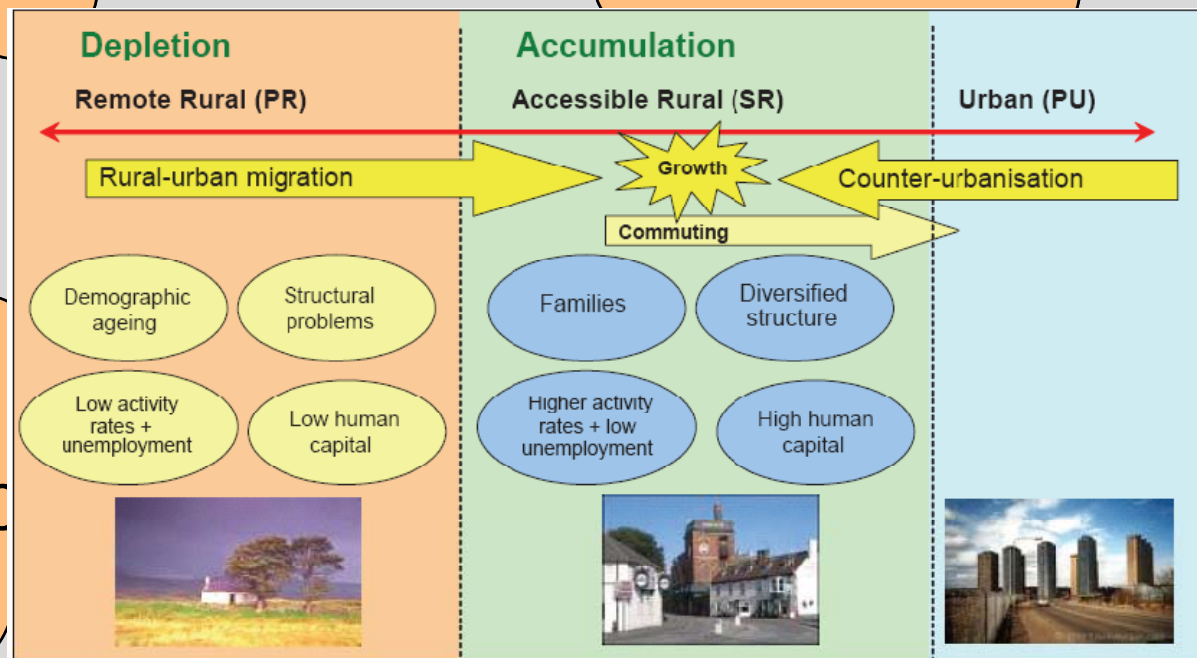 Depletion
Accumulation
Remote Rural (PR)
Accessible Rural (SR)
Urban (PU)
Rural-urban migration
Growth
Counter-urbanisation
Commuting
Demographic
ageing
Structural
problems
Families
Diversified
structure
Low activity
rates +
unemployment
Low human
capital
Higher activity
rates + low
unemployment
High human
capital